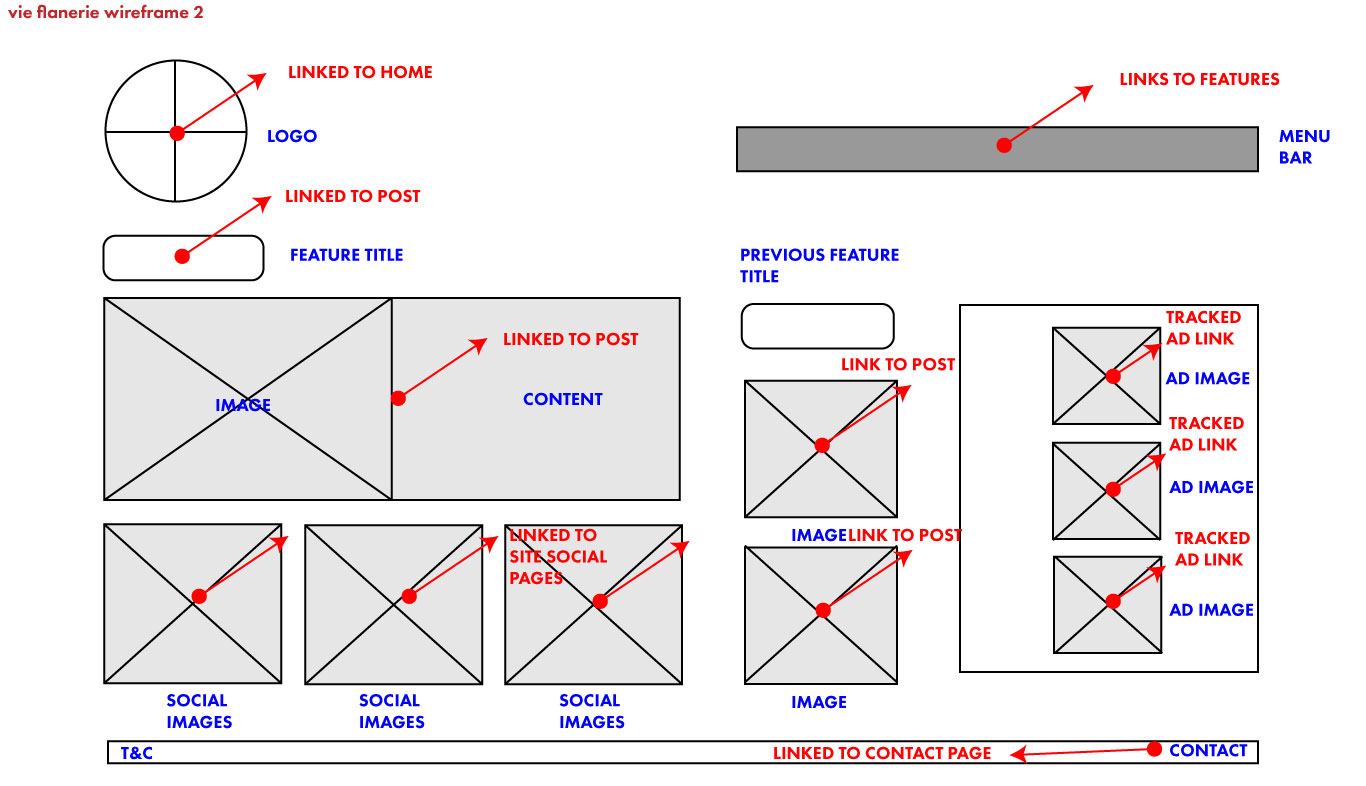 vie flanerie wireframe 2
LINKED TO HOME
LINKS TO FEATURES
LOGO
MENU
BAR
LINKED TO POST
FEATURE TITLE
PREVIOUS FEATURE
TITLE
IMAGE
LINKED TO POST
CONTENT
LINK TO POST
TRACKED
AD LINK
AD IMAGE
TRACKED
AD LINK
AD IMAGE
LINKED TO
SITE SOCIAL
PAGES
IMAGE
LINK TO POST
TRACKED
AD LINK
AD IMAGE
SOCIAL
IMAGES
SOCIAL
IMAGES
SOCIAL
IMAGES
IMAGE
T&C
LINKED TO CONTACT PAGE
CONTACT